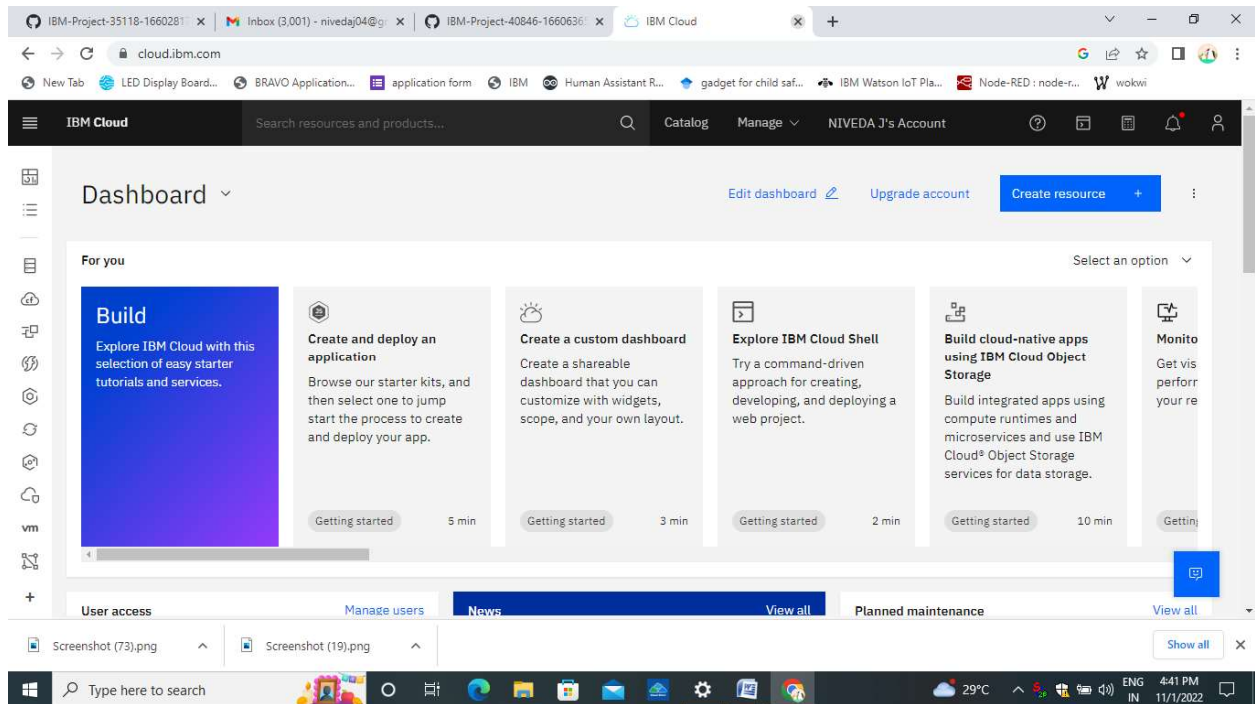 IBM-Project-35118-1660281
Inbox (3,001) - nivedaj04@g
IBM-Project-40846-1660636
IBM Cloud
cloud.ibm.com
New Tab
LED Display Board...
BRAVO Application...
application form
IBM
Human Assistant R...
gadget for child saf...
IBM Watson IoT Pla...
Node-RED : node-r...
wokwi
IBM Cloud
Search resources and products...
Catalog
Manage
NIVEDA J's Account
Dashboard
Edit dashboard
Upgrade account
Create resource +
For you
Select an option
Build
Explore IBM Cloud with this
selection of easy starter
tutorials and services.
Create and deploy an
application
Browse our starter kits, and
then select one to jump
start the process to create
and deploy your app.
Getting started
5 min
Create a custom dashboard
Create a shareable
dashboard that you can
customize with widgets,
scope, and your own layout.
Getting started
3 min
Explore IBM Cloud Shell
Try a command-driven
approach for creating,
developing, and deploying a
web project.
Getting started
2 min
Build cloud-native apps
using IBM Cloud Object
Storage
Build integrated apps using
compute runtimes and
microservices and use IBM
Cloud® Object Storage
services for data storage.
Getting started
10 min
Monito
Get vis
perforr
your re
Getting
vm
User access
Manage users
News
View all
Planned maintenance
View all
Screenshot (73).png
Screenshot (19).png
Show all
Type here to search
29°C
ENG
IN
4:41 PM
11/1/2022